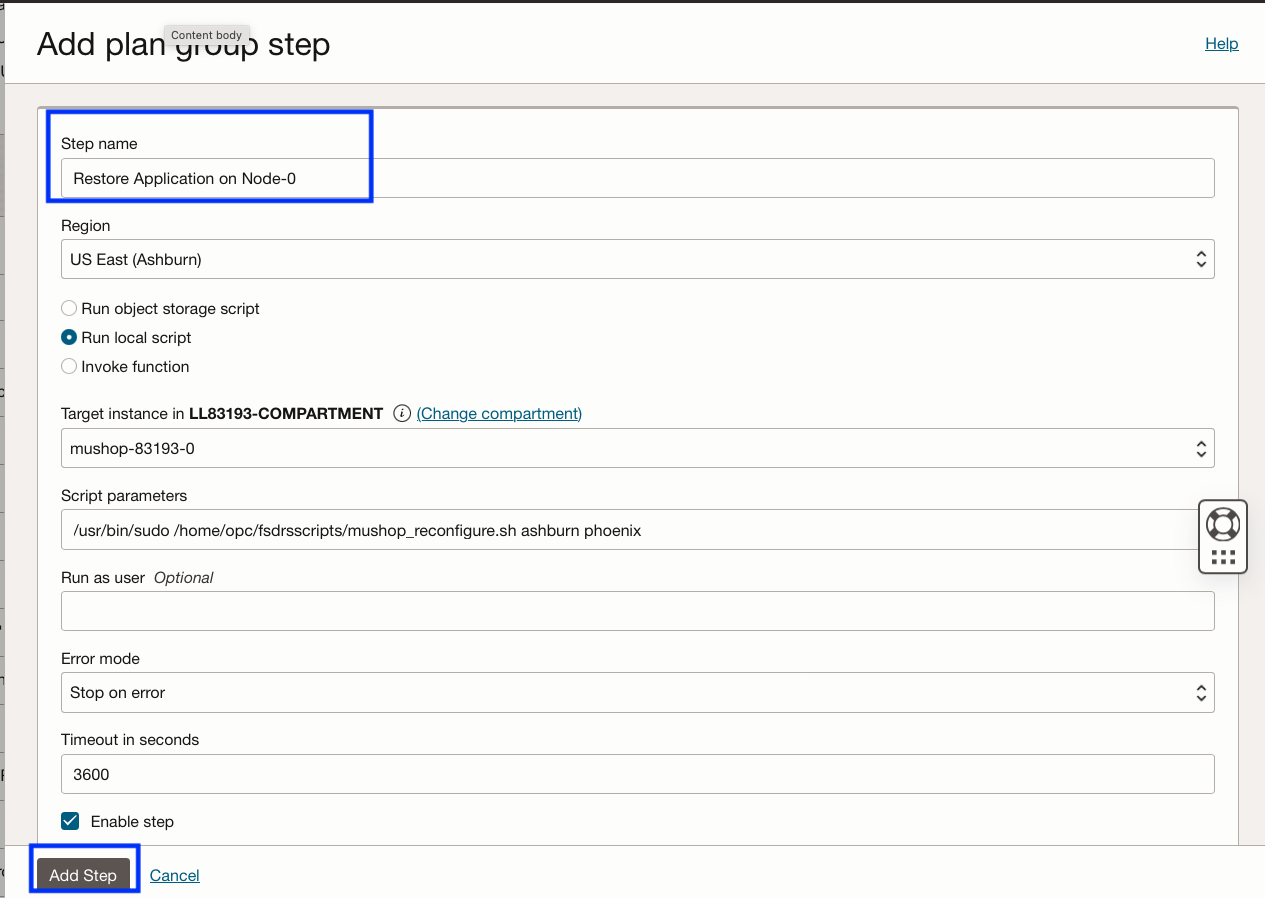 Content body
Add plan group step
Help
Step name
Restore Application on Node-0
Region
US East (Ashburn)
Run object storage script
Run local script
Invoke function
Target instance in LL83193-COMPARTMENT (Change compartment)
mushop-83193-0
Script parameters
/usr/bin/sudo /home/opc/fsdrsscripts/mushop_reconfigure.sh ashburn phoenix
Run as user Optional
Error mode
Stop on error
Timeout in seconds
3600
Enable step
Add Step
Cancel